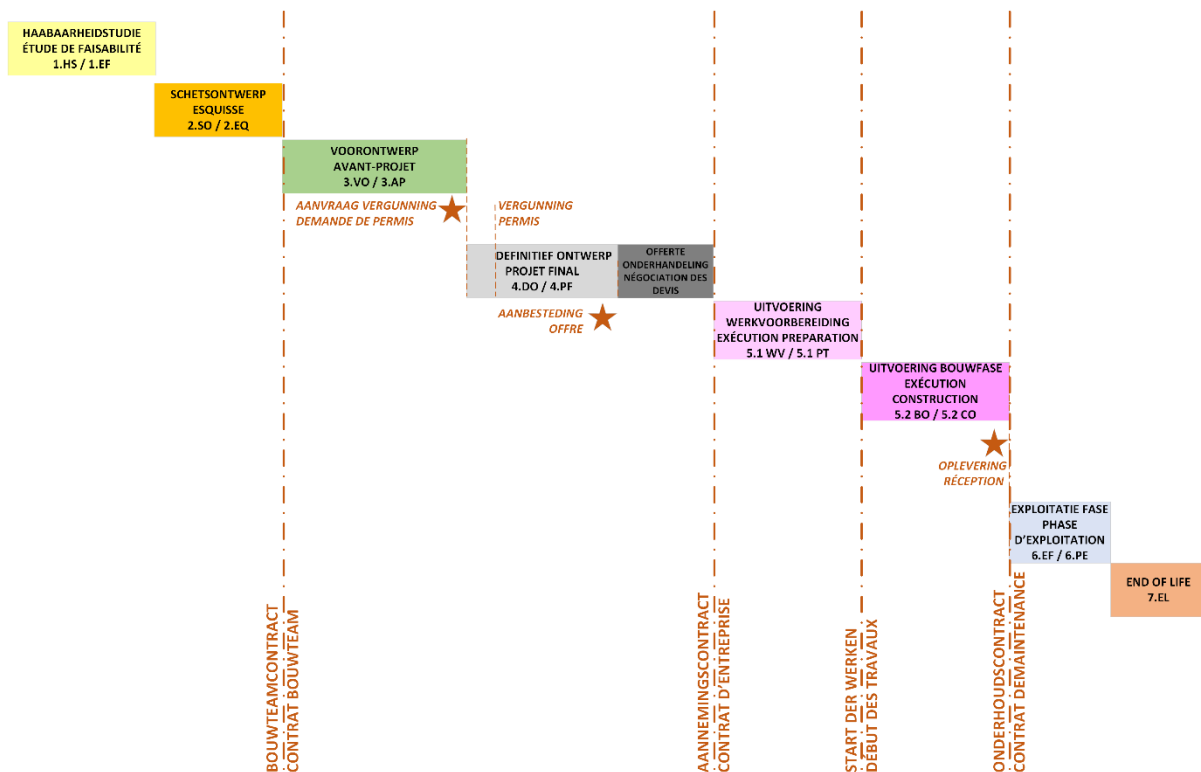 HAABAARHEIDSTUDIE
ÉTUDE DE FAISABILITÉ
1.HS / 1.EF
SCHETSONTWERP
ESQUISSE
2.SO / 2.EQ
VOORONTWERP
AVANT-PROJET
3.VO / 3.AP
AANVRAAG VERGUNNING
DEMANDE DE PERMIS
VERGUNNING
PERMIS
DEFINITIEF ONTWERP
PROJET FINAL
4.DO / 4.PF
OFFERTE
ONDERHANDELING
NÉGOCIATION DES
DEVIS
AANBESTEDING
OFFRE
UITVOERING
WERKVOORBEREIDING
EXÉCUTION PREPARATION
5.1 WV / 5.1 PT
UITVOERING BOUWFASE
EXÉCUTION
CONSTRUCTION
5.2 BO / 5.2 CO
OPLEVERING
RÉCEPTION
EXPLOITATIE FASE
PHASE
D'EXPLOITATION
6.EF / 6.PE
END OF LIFE
7.EL
BOUWTEAMCONTRACT
CONTRAT BOUWTEAM
AANNEMINGSCONTRACT
CONTRAT D'ENTREPRISE
START DER WERKEN
DÉBUT DES TRAVAUX
ONDERHOUDSCONTRACT
CONTRAT DEMAINTENANCE